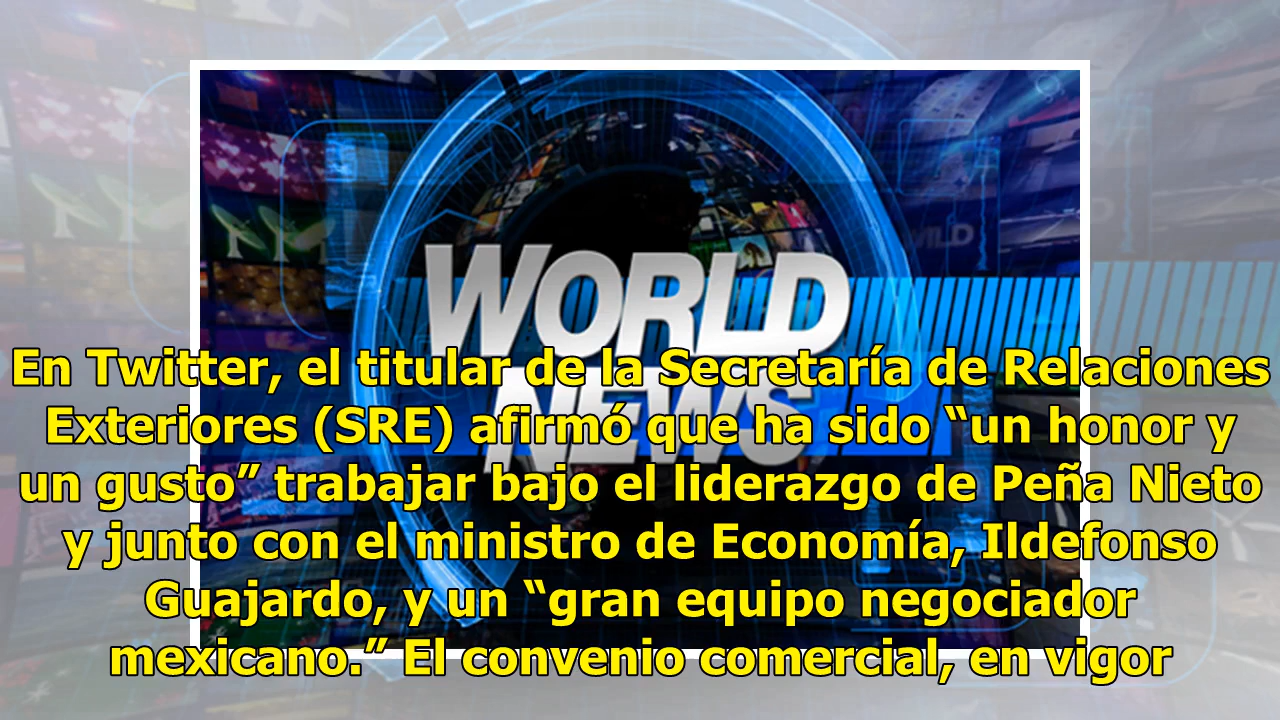 WORLD
NEWS
En Twitter, el titular de la Secretaría de Relaciones
Exteriores (SRE) afirmó que ha sido “un honor y
un gusto” trabajar bajo el liderazgo de Peña Nieto
y junto con el ministro de Economía, Ildefonso
Guajardo, y un “gran equipo negociador
mexicano.” El convenio comercial, en vigor